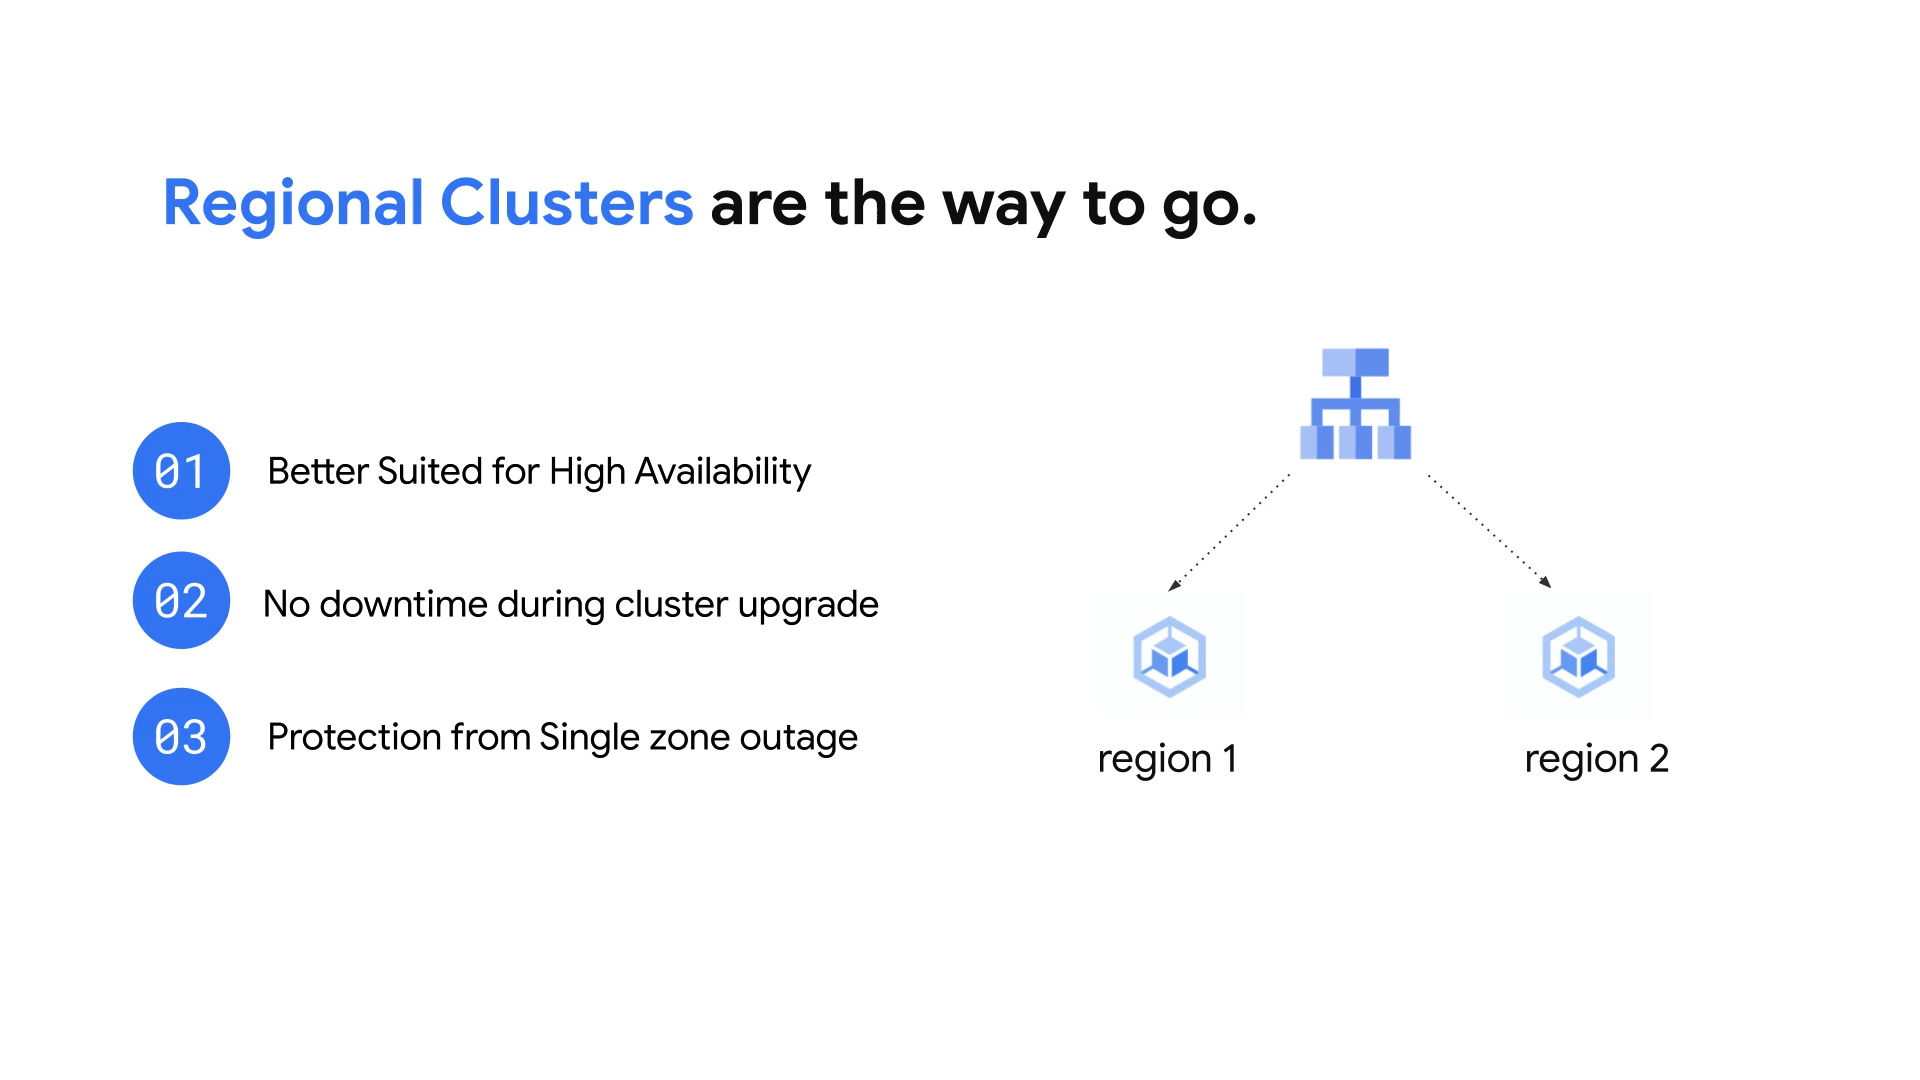 Regional Clusters are the way to go.
01 Better Suited for High Availability
02 No downtime during cluster upgrade
03 Protection from Single zone outage
region 1
region 2